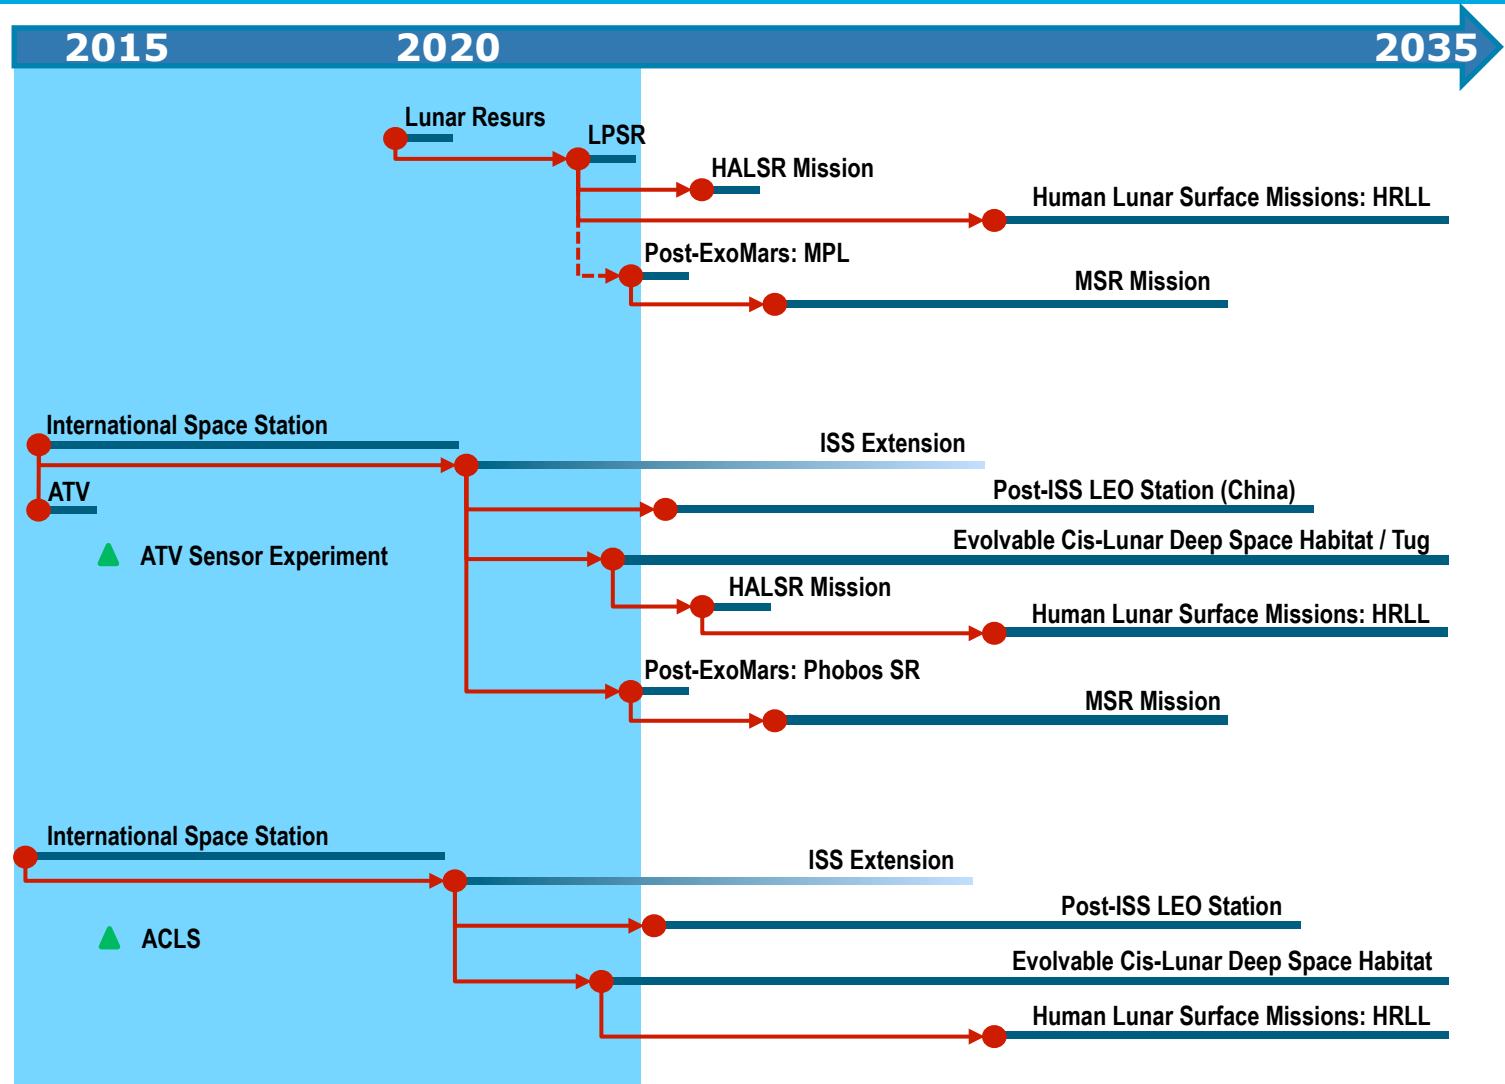 2015 2020 2035
Lunar Resurs
LPSR
HALSR Mission
Human Lunar Surface Missions: HRLL
Post-ExoMars: MPL
MSR Mission
International Space Station
ISS Extension
ATV
Post-ISS LEO Station (China)
ATV Sensor Experiment
Evolvable Cis-Lunar Deep Space Habitat / Tug
HALSR Mission
Human Lunar Surface Missions: HRLL
Post-ExoMars: Phobos SR
MSR Mission
International Space Station
ISS Extension
Post-ISS LEO Station
ACLS
Evolvable Cis-Lunar Deep Space Habitat
Human Lunar Surface Missions: HRLL